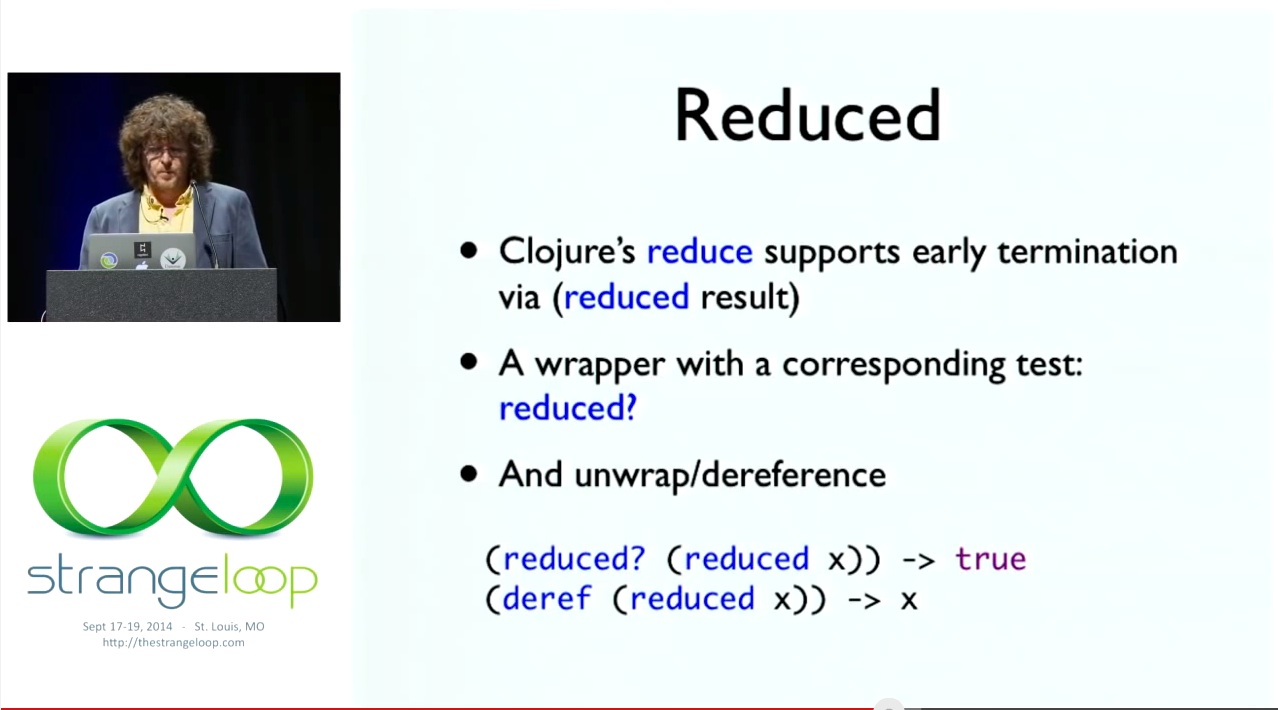 Reduced
• Clojure's reduce supports early termination
via (reduced result)
• A wrapper with a corresponding test:
reduced?
• And unwrap/dereference
(reduced? (reduced x)) -> true
(deref (reduced x)) -> x
strangeloop
Sept 17-19, 2014 - St. Louis, MO
http://thestrangeloop.com